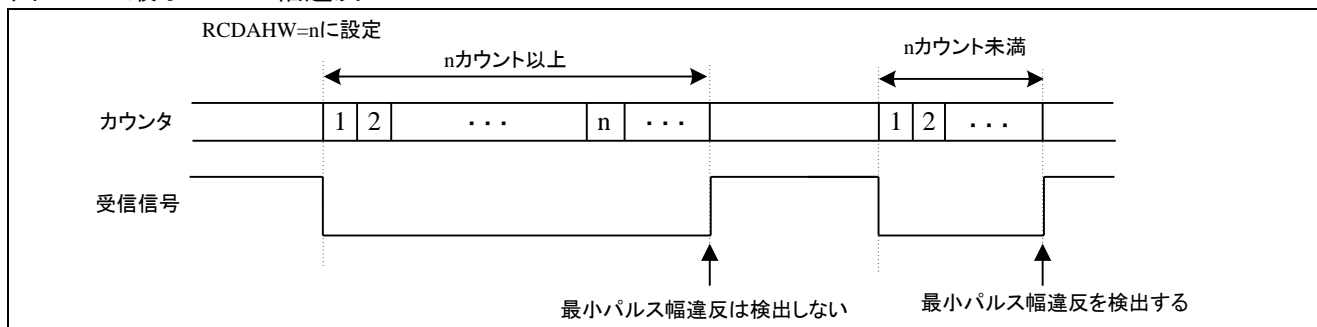 RCDAHW=nに設定
nカウント以上
nカウント未満
カウンタ
1 2 ・・・ n ・・・
1 2 ・・・
受信信号
最小パルス幅違反は検出しない
最小パルス幅違反を検出する